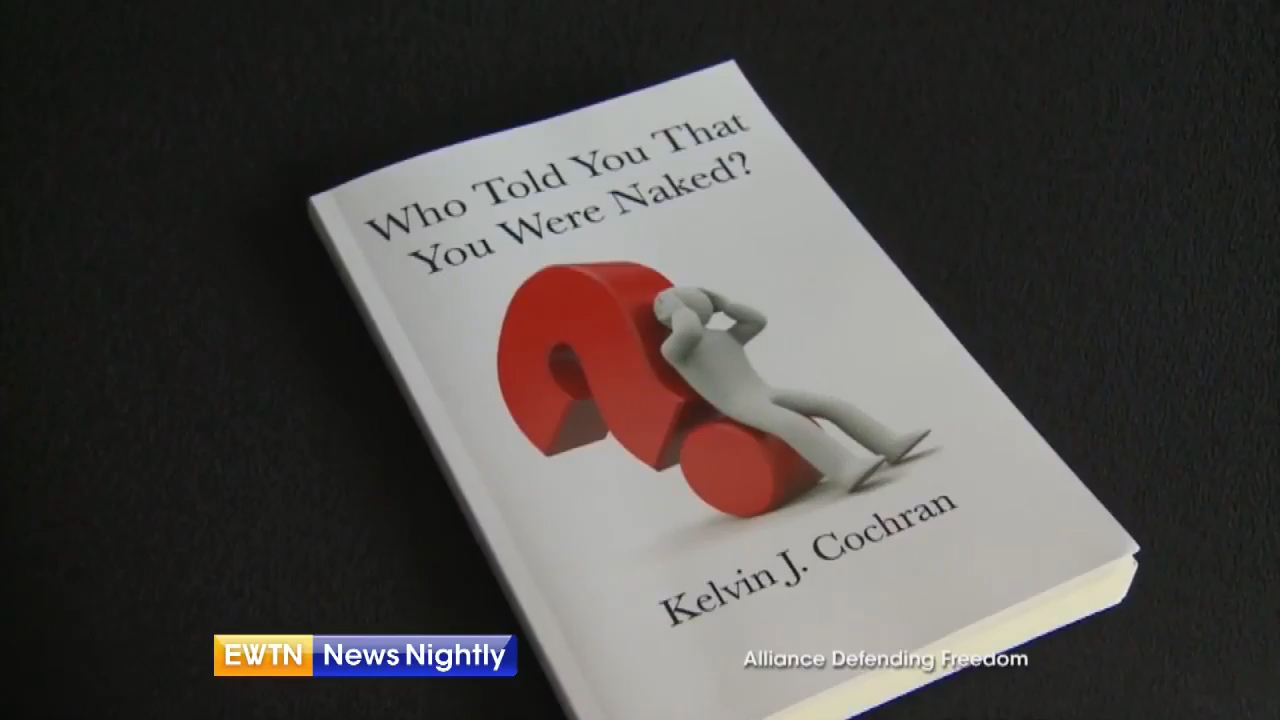 Who Told You That
You Were Naked?
Kelvin J. Cochran
EWTN News Nightly
Alliance Defending Freedom